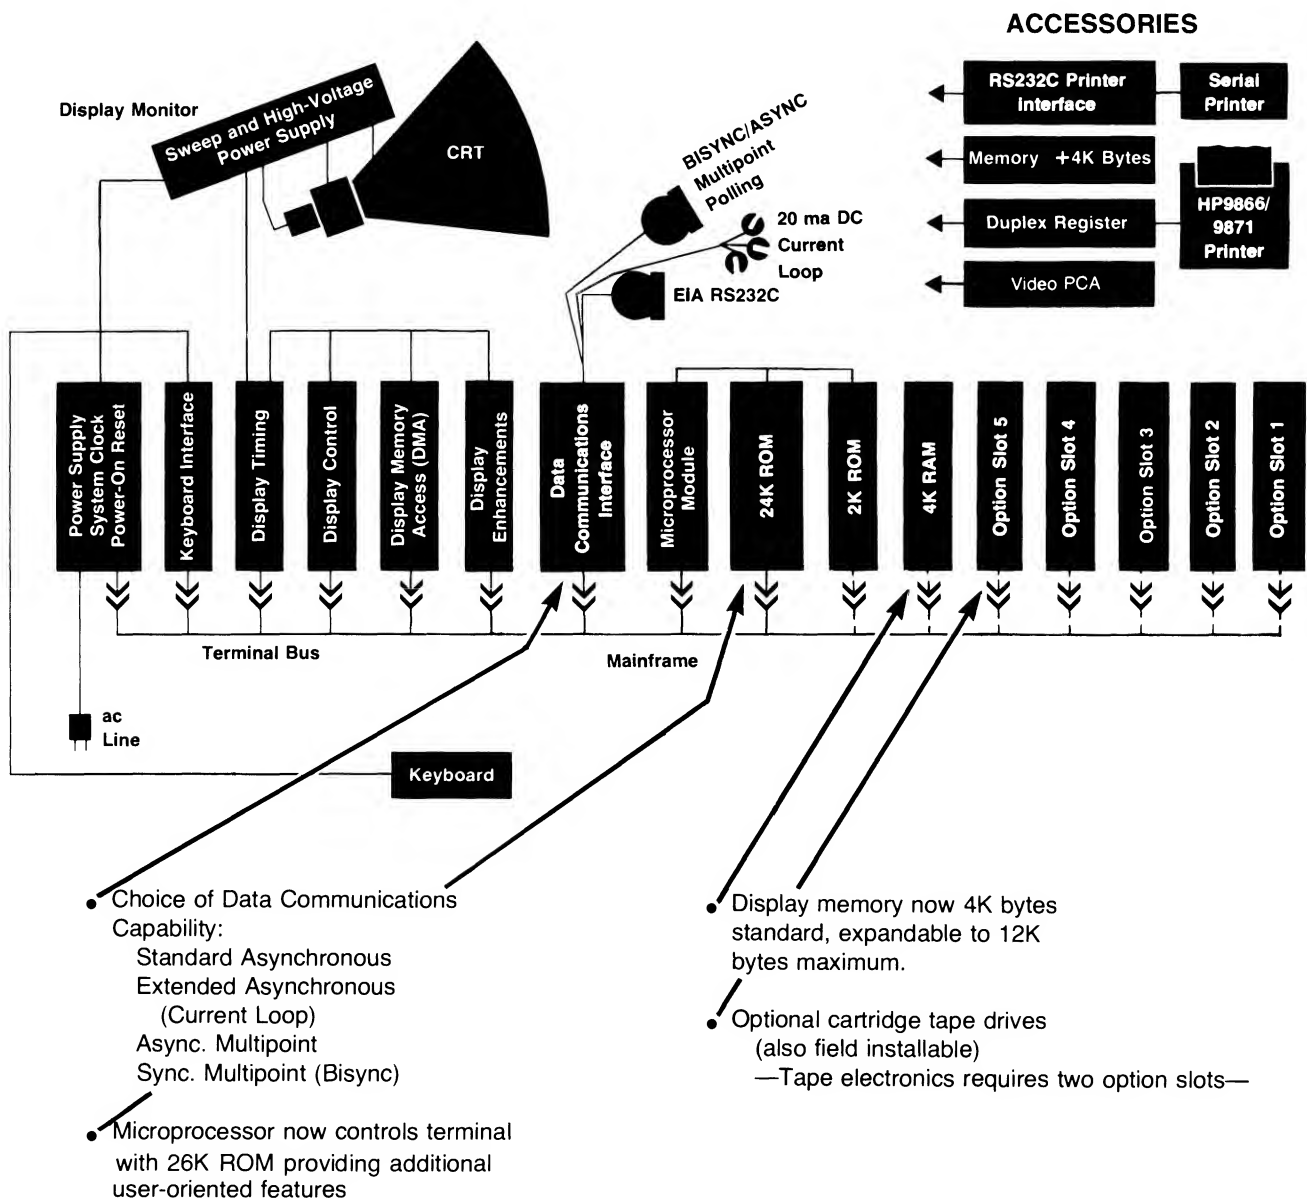 ACCESSORIES
Display Monitor
Sweep and High-Voltage
Power Supply
CRT
BISYNC/ASYNC
Multipoint
Polling
20 ma DC
Current
Loop
EIA RS232C
RS232C Printer
interface
Serial
Printer
Memory +4K Bytes
Duplex Register
HP9866/
9871
Printer
Video PCA
Power Supply
System Clock
Power-On Reset
Keyboard Interface
Display Timing
Display Control
Display Memory
Access (DMA)
Display
Enhancements
Data
Communications
Interface
Microprocessor
Module
24K ROM
2K ROM
4K RAM
Option Slot 5
Option Slot 4
Option Slot 3
Option Slot 2
Option Slot 1
Terminal Bus
Mainframe
ac
Line
Keyboard
• Choice of Data Communications
Capability:
Standard Asynchronous
Extended Asynchronous
(Current Loop)
Async. Multipoint
Sync. Multipoint (Bisync)
• Microprocessor now controls terminal
with 26K ROM providing additional
user-oriented features
• Display memory now 4K bytes
standard, expandable to 12K
bytes maximum.
• Optional cartridge tape drives
(also field installable)
—Tape electronics requires two option slots—